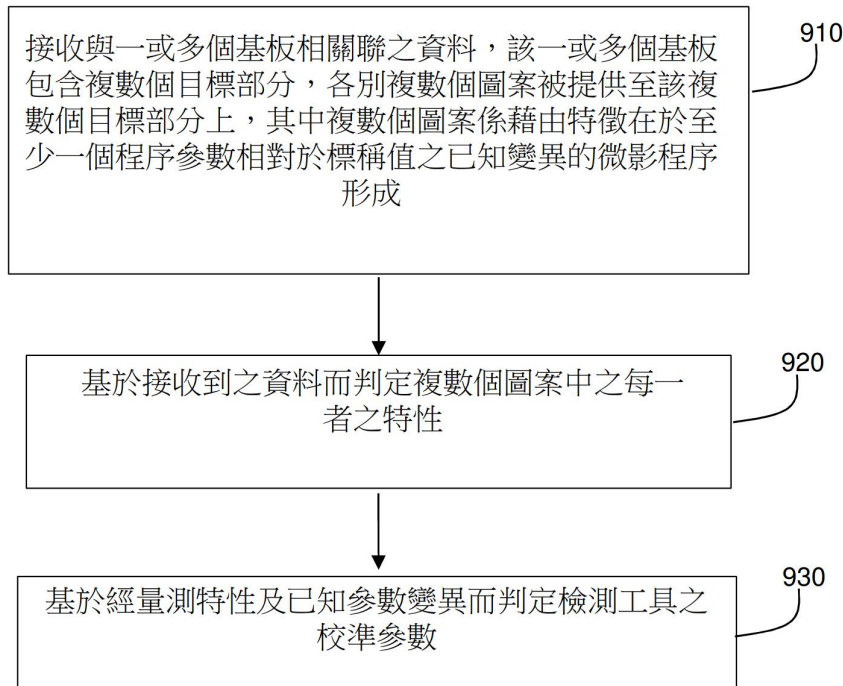 接收與一或多個基板相關聯之資料，該一或多個基板
包含複數個目標部分，各別複數個圖案被提供至該複
數個目標部分上，其中複數個圖案係藉由特徵在於至
少一個程序參數相對於標稱值之已知變異的微影程序
形成
910
基於接收到之資料而判定複數個圖案中之每一
者之特性
920
基於經量測特性及已知參數變異而判定檢測工具之
校準參數
930